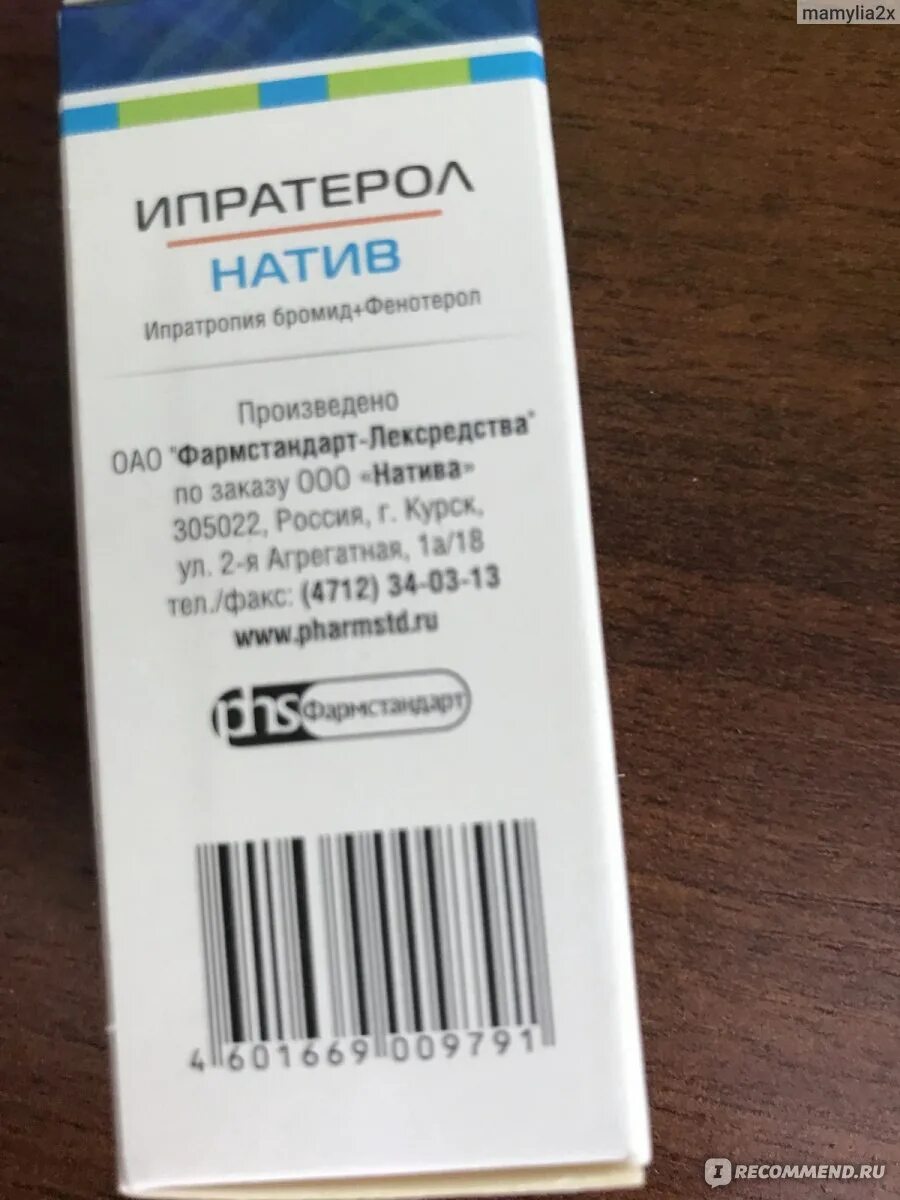 mamylia2x
ИПРАТЕРОЛ
НАТИВ
Ипратропия бромид+Фенотерол
Произведено
ОАО "Фармстандарт-Лексредства"
по заказу ООО «Натива»
305022, Россия, г. Курск,
ул. 2-я Агрегатная, 1а/18
тел./факс: (4712) 34-03-13
www.pharmstd.ru
phs Фармстандарт
4 601669 009791
IRECOMMEND.RU